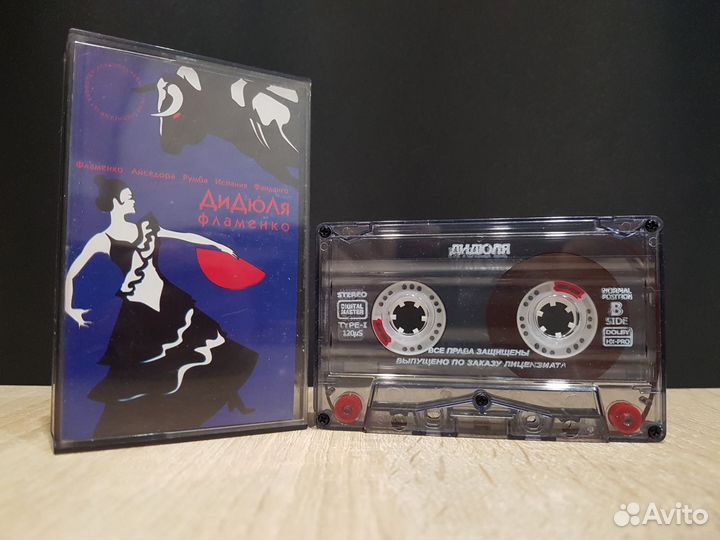 Фламенко Айседора Румба Испания Фанданго
ДиДюЛя
фламенко
ДИДЮЛЯ
STEREO
DIGITAL
MASTER
TYPE-I
120µS
NORMAL
POSITION
B
SIDE
DOLBY
HX-PRO
ВСЕ ПРАВА ЗАЩИЩЕНЫ
ВЫПУЩЕНО ПО ЗАКАЗУ ЛИЦЕНЗИАТА
Avito